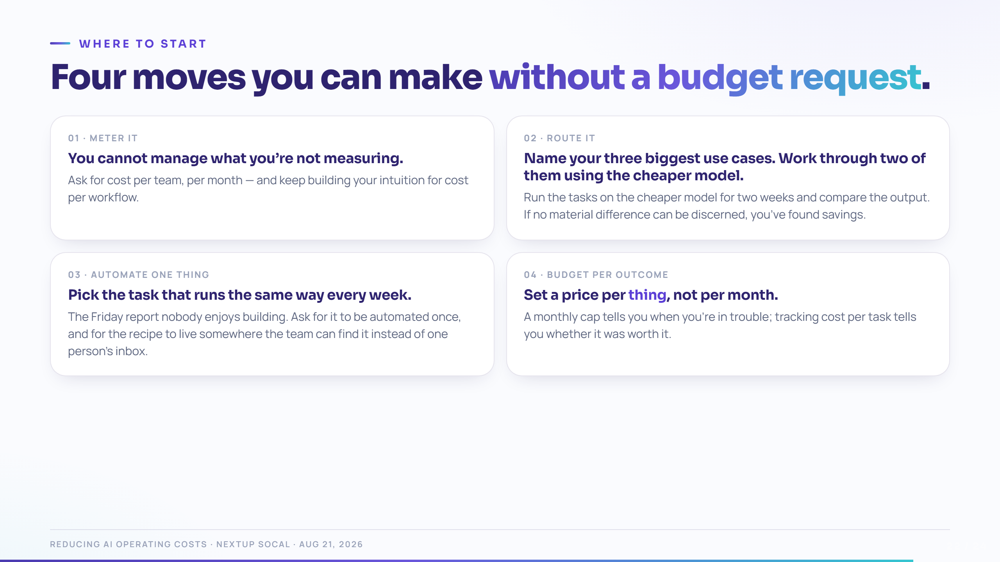 WHERE TO START
Four moves you can make without a budget request.
01 · METER IT
You cannot manage what you’re not measuring.
Ask for cost per team, per month — and keep building your intuition for cost
per workflow.
02 · ROUTE IT
Name your three biggest use cases. Work through two of
them using the cheaper model.
Run the tasks on the cheaper model for two weeks and compare the output.
If no material difference can be discerned, you’ve found savings.
03 · AUTOMATE ONE THING
Pick the task that runs the same way every week.
The Friday report nobody enjoys building. Ask for it to be automated once,
and for the recipe to live somewhere the team can find it instead of one
person’s inbox.
04 · BUDGET PER OUTCOME
Set a price per thing, not per month.
A monthly cap tells you when you’re in trouble; tracking cost per task tells
you whether it was worth it.
REDUCING AI OPERATING COSTS · NEXTUP SOCAL · AUG 21, 2026